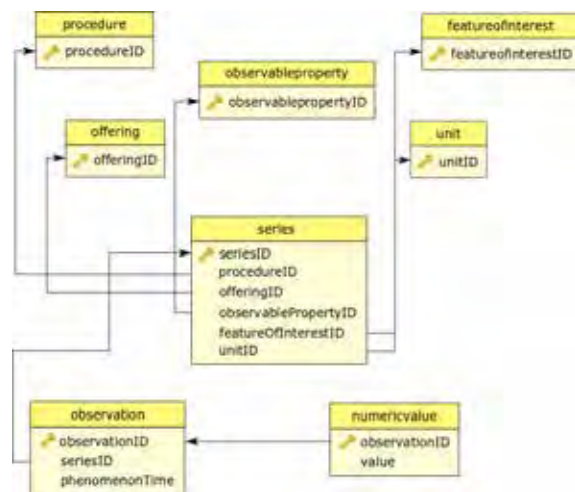 procedure
procedureID
featureofinterest
featureofinterestID
observableproperty
observablepropertyID
offering
offeringID
unit
unitID
series
seriesID
procedureID
offeringID
observablePropertyID
featureOfInterestID
unitID
observation
observationID
seriesID
phenomenonTime
numericvalue
observationID
value